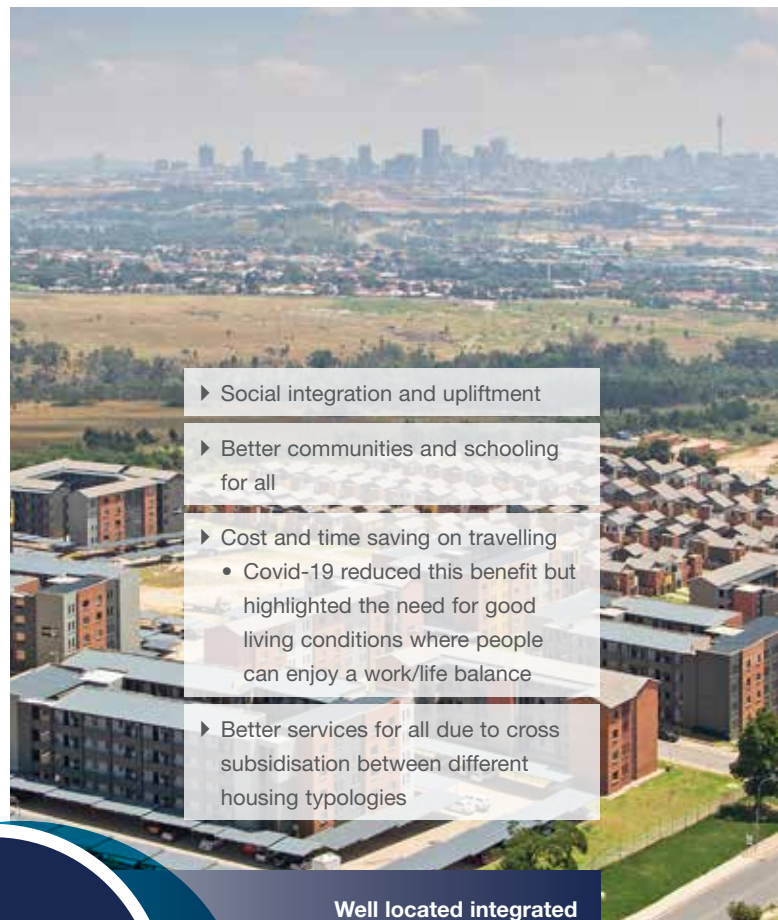 ▸ Social integration and upliftment
▸ Better communities and schooling
for all
▸ Cost and time saving on travelling
• Covid-19 reduced this benefit but
highlighted the need for good
living conditions where people
can enjoy a work/life balance
▸ Better services for all due to cross
subsidisation between different
housing typologies
Well located integrated